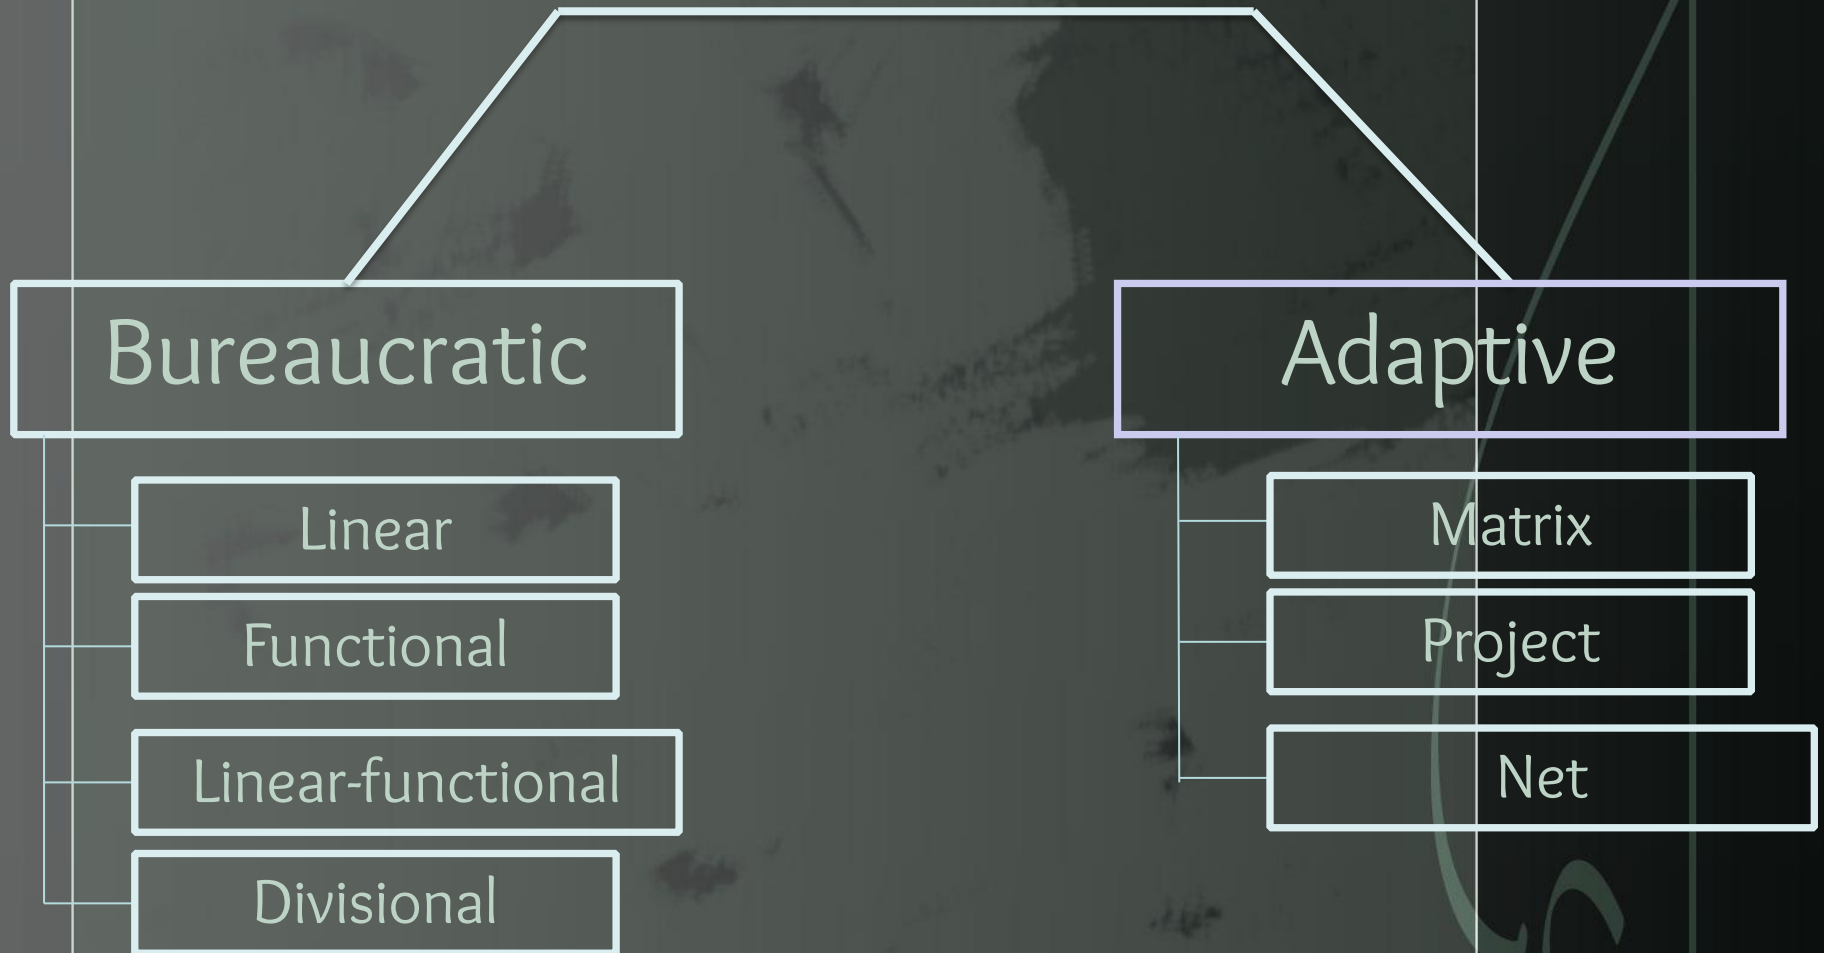 Bureaucratic
Linear
Functional
Linear-functional
Divisional
Adaptive
Matrix
Project
Net